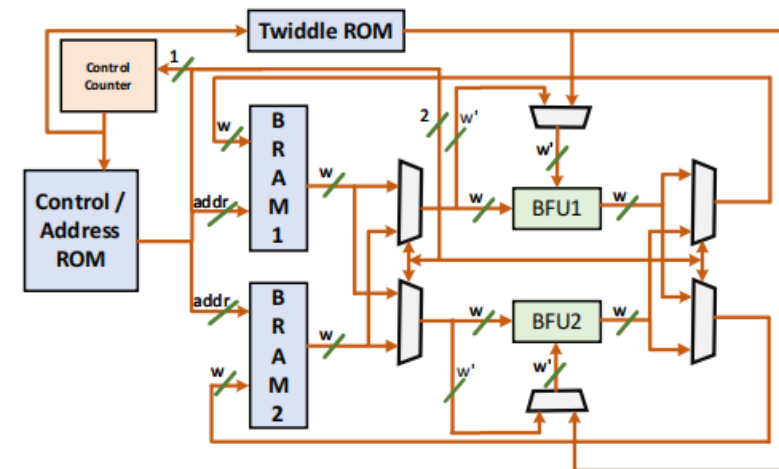 Twiddle ROM
Control
Counter
1
w
B
R
A
M
1
2
w'
w'
w
w
BFU1
w
Control /
Address
ROM
addr
addr
B
R
A
M
2
w
w
BFU2
w
w
w'
w'